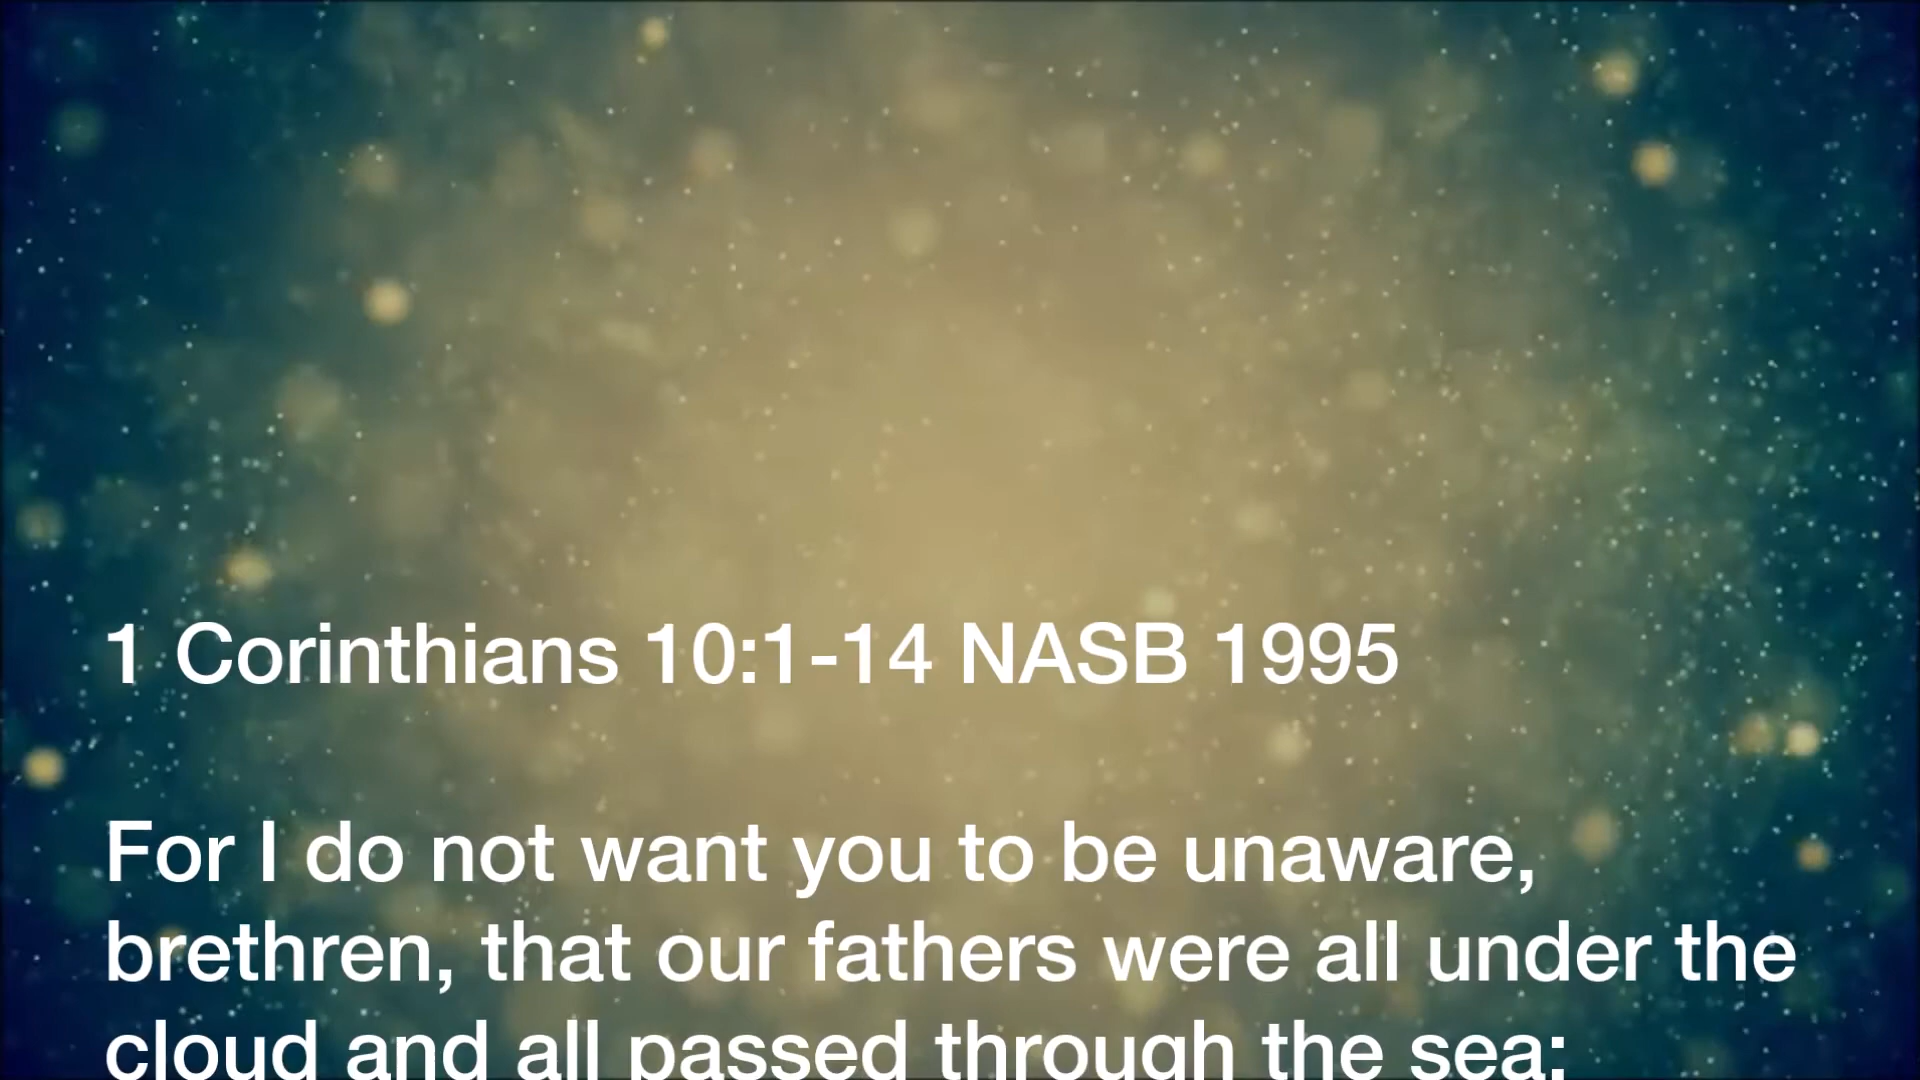 1 Corinthians 10:1-14 NASB 1995
For I do not want you to be unaware,
brethren, that our fathers were all under the
cloud and all passed through the sea;